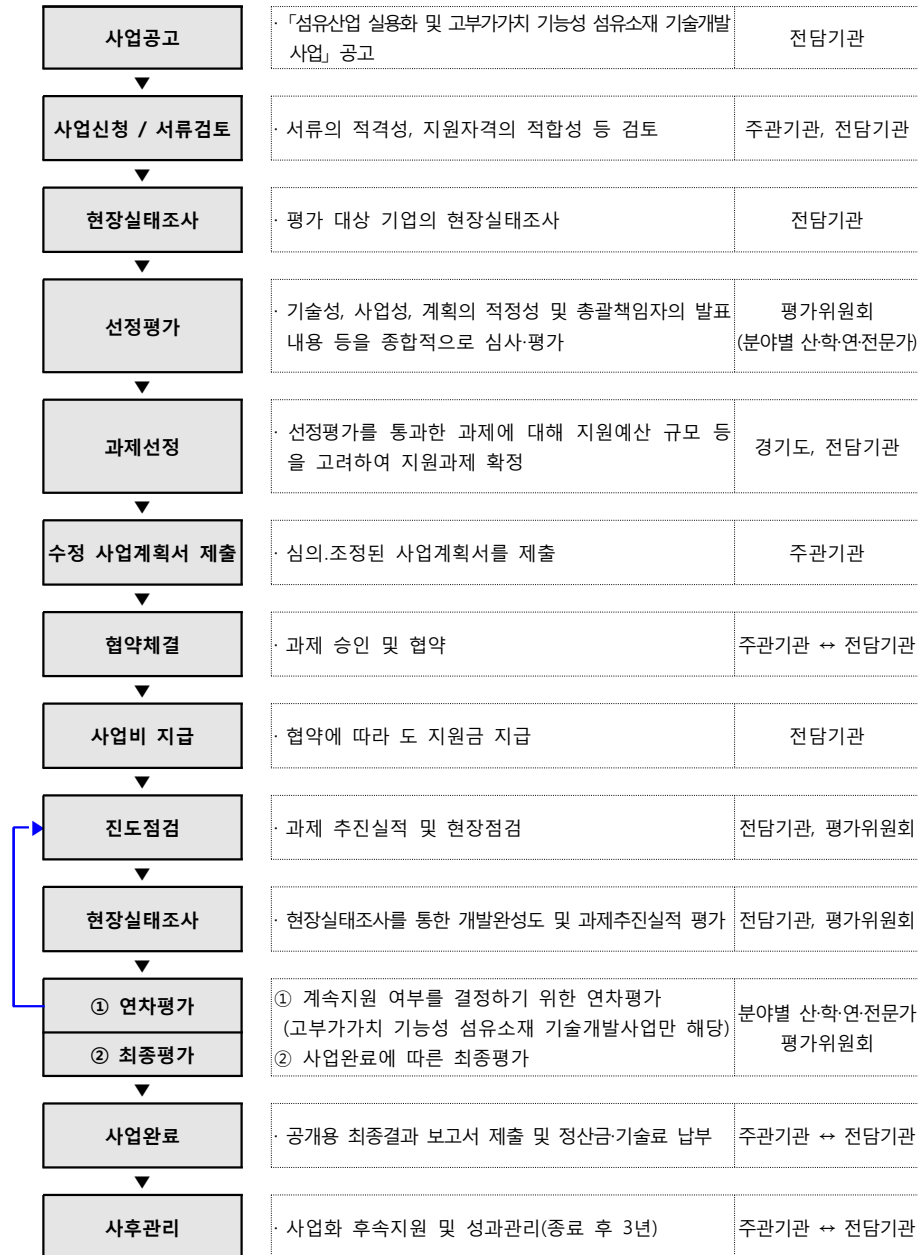 사업공고
· 「섬유산업 실용화 및 고부가가치 기능성 섬유소재 기술개발
사업」 공고
전담기관
▼
사업신청 / 서류검토
· 서류의 적격성, 지원자격의 적합성 등 검토
주관기관, 전담기관
▼
현장실태조사
· 평가 대상 기업의 현장실태조사
전담기관
▼
선정평가
· 기술성, 사업성, 계획의 적정성 및 총괄책임자의 발표
내용 등을 종합적으로 심사·평가
평가위원회
(분야별 산·학·연·전문가)
▼
과제선정
· 선정평가를 통과한 과제에 대해 지원예산 규모 등
을 고려하여 지원과제 확정
경기도, 전담기관
▼
수정 사업계획서 제출
· 심의.조정된 사업계획서를 제출
주관기관
▼
협약체결
· 과제 승인 및 협약
주관기관 ↔ 전담기관
▼
사업비 지급
· 협약에 따라 도 지원금 지급
전담기관
▼
진도점검
· 과제 추진실적 및 현장점검
전담기관, 평가위원회
▼
현장실태조사
· 현장실태조사를 통한 개발완성도 및 과제추진실적 평가
전담기관, 평가위원회
▼
① 연차평가
② 최종평가
① 계속지원 여부를 결정하기 위한 연차평가
(고부가가치 기능성 섬유소재 기술개발사업만 해당)
② 사업완료에 따른 최종평가
분야별 산·학·연·전문가
평가위원회
▼
사업완료
· 공개용 최종결과 보고서 제출 및 정산금·기술료 납부
주관기관 ↔ 전담기관
▼
사후관리
· 사업화 후속지원 및 성과관리(종료 후 3년)
주관기관 ↔ 전담기관